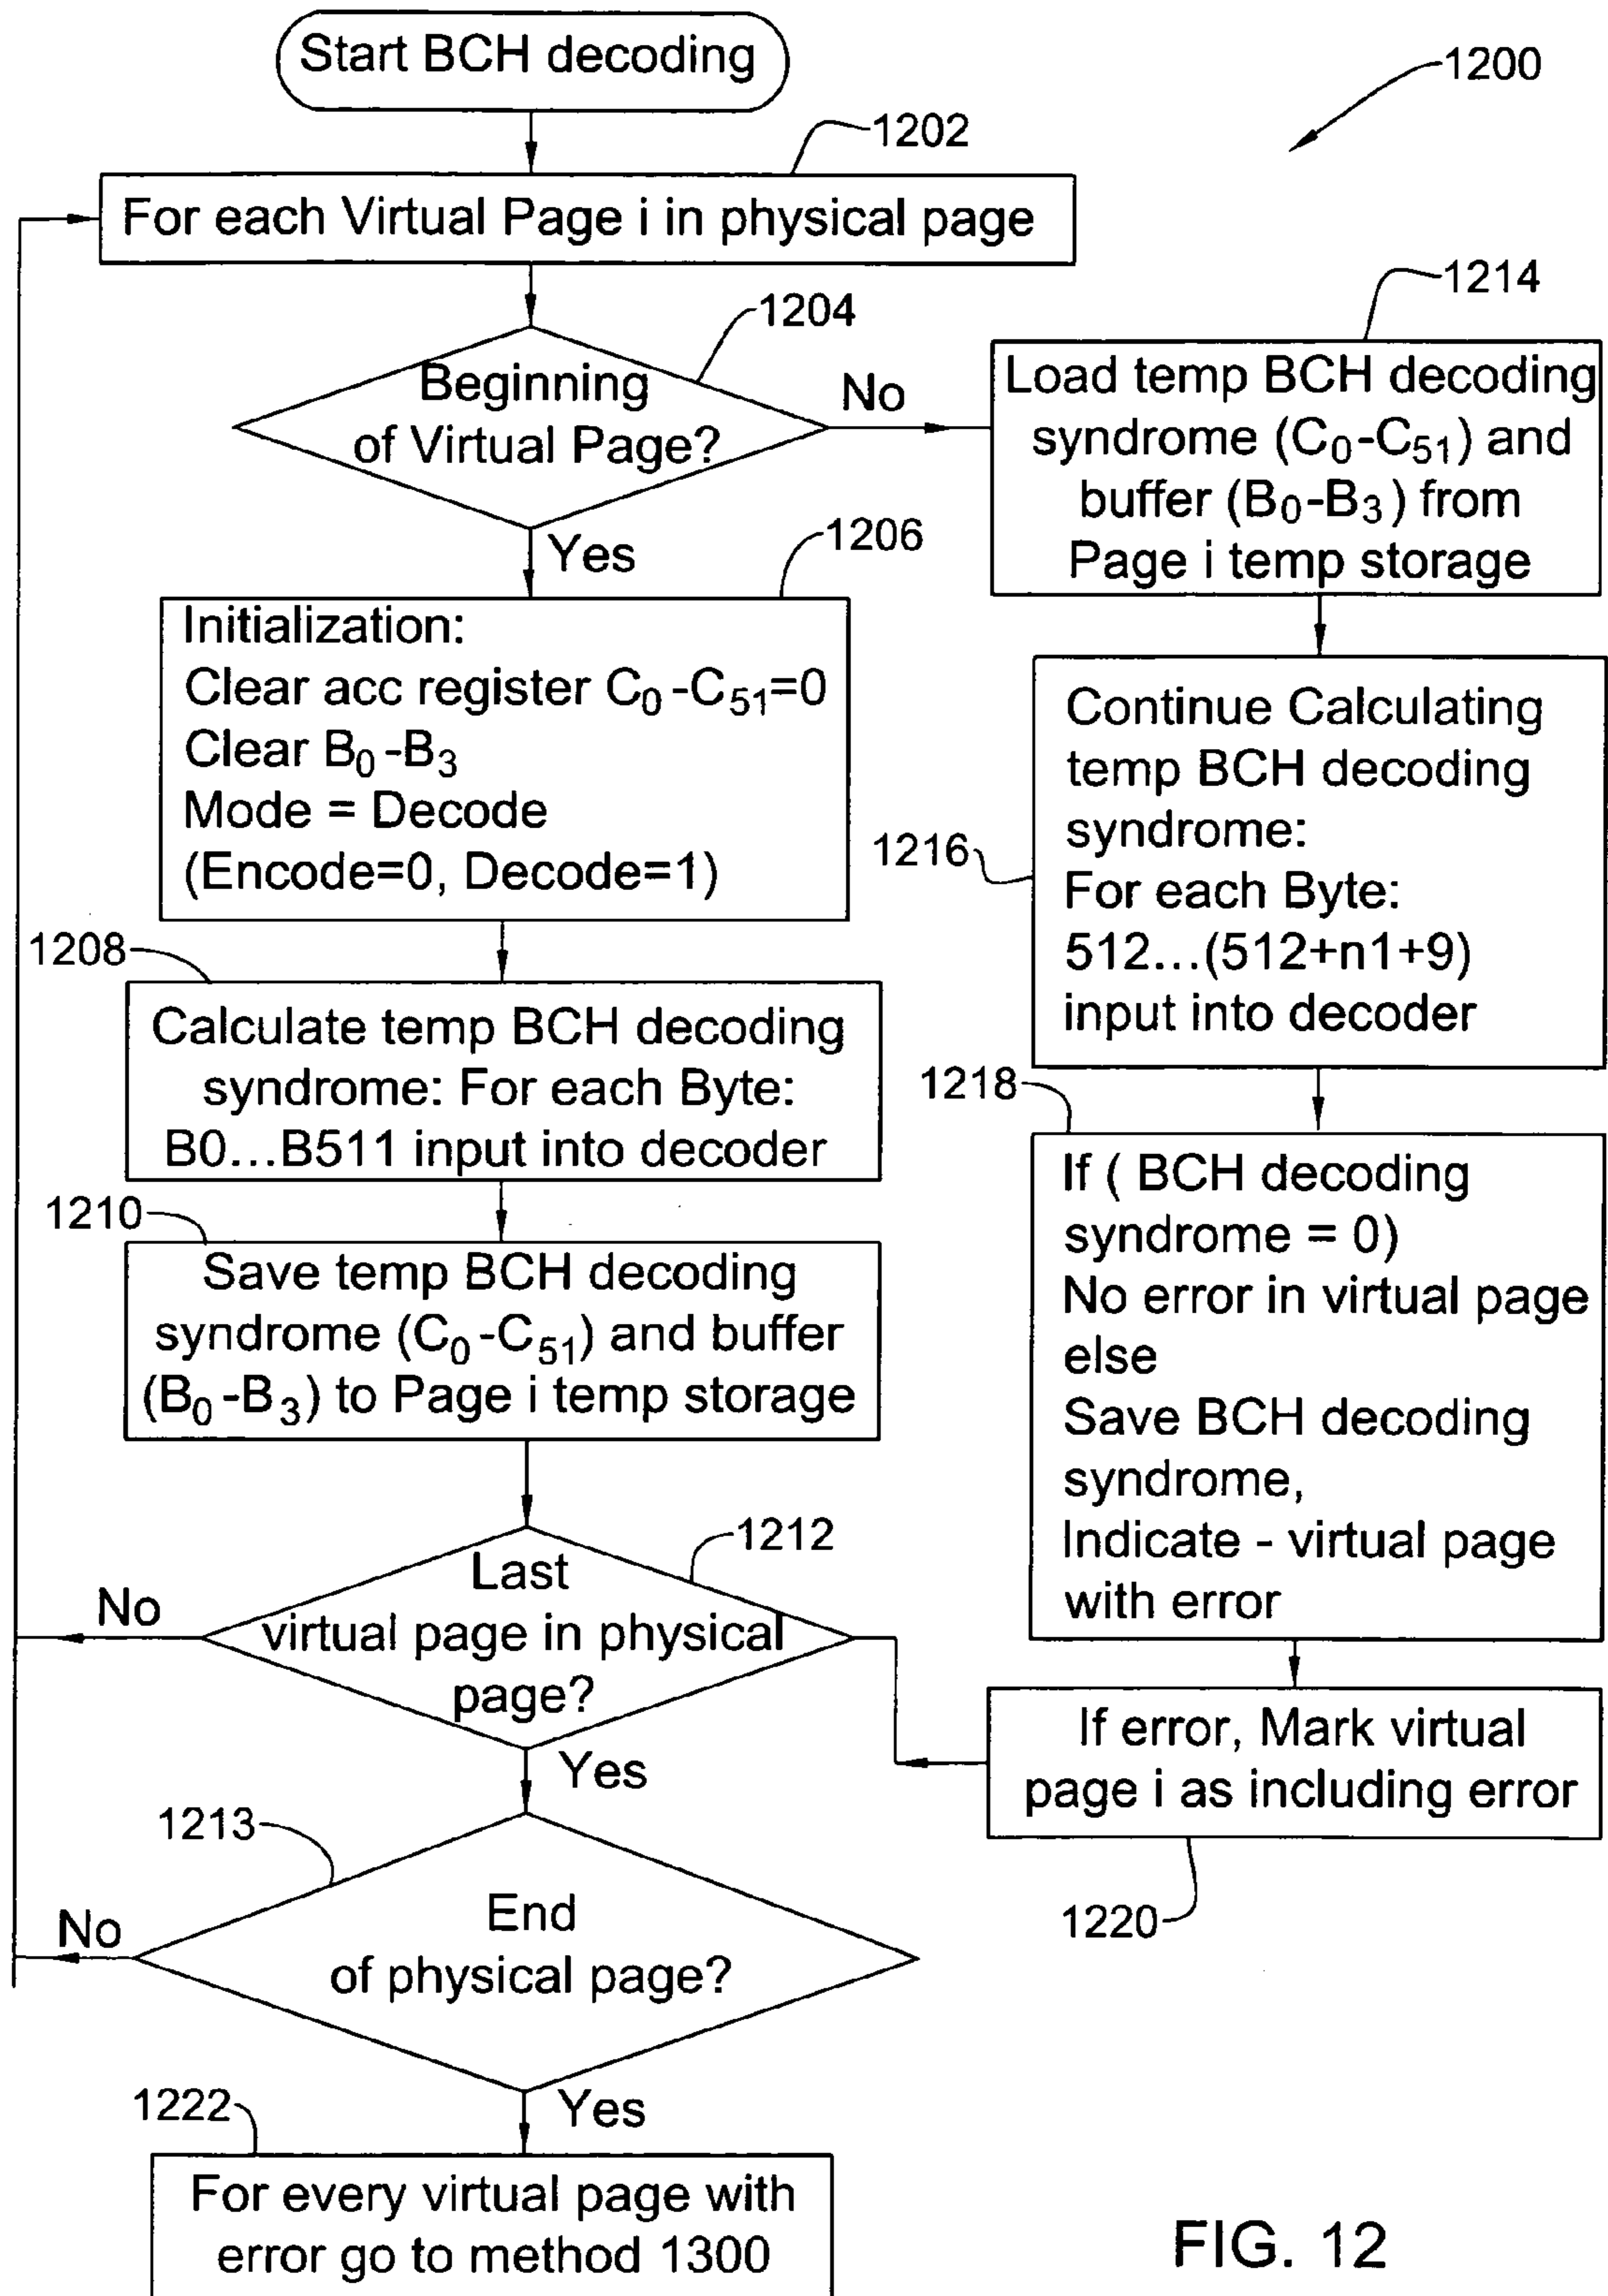 Start BCH decoding
1200
1202
For each Virtual Page i in physical page
1204
Beginning
of Virtual Page?
No
Yes
1206
Initialization:
Clear acc register C₀-C₅₁=0
Clear B₀-B₃
Mode = Decode
(Encode=0, Decode=1)
1208
Calculate temp BCH decoding
syndrome: For each Byte:
B0...B511 input into decoder
1210
Save temp BCH decoding
syndrome (C₀-C₅₁) and buffer
(B₀-B₃) to Page i temp storage
1212
Last
virtual page in physical
page?
No
Yes
1213
End
of physical page?
No
Yes
1222
For every virtual page with
error go to method 1300
1214
Load temp BCH decoding
syndrome (C₀-C₅₁) and
buffer (B₀-B₃) from
Page i temp storage
1216
Continue Calculating
temp BCH decoding
syndrome:
For each Byte:
512...(512+n1+9)
input into decoder
1218
If ( BCH decoding
syndrome = 0)
No error in virtual page
else
Save BCH decoding
syndrome,
Indicate - virtual page
with error
If error, Mark virtual
page i as including error
1220
FIG. 12